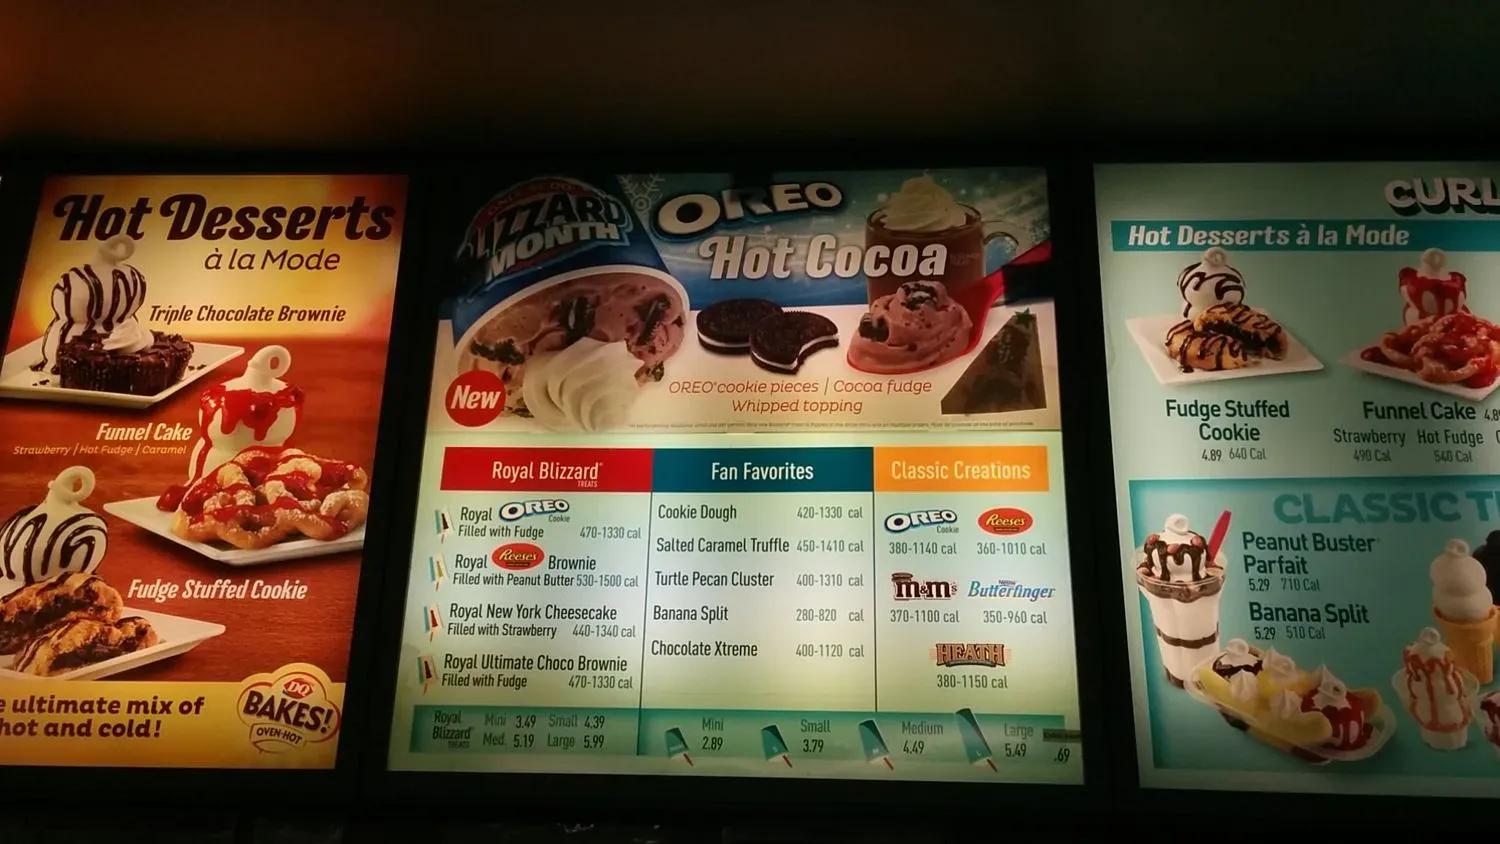 Hot Desserts
à la Mode
Triple Chocolate Brownie
Funnel Cake
Strawberry / Hot Fudge / Caramel
Fudge Stuffed Cookie
e ultimate mix of
hot and cold!
DQ
BAKES!
OVEN-HOT
LIZZARD
MONTH
OREO
Hot Cocoa
New
OREO® cookie pieces | Cocoa fudge
Whipped topping
Royal Blizzard®
TREATS
Royal OREO Cookie
Filled with Fudge 470-1330 cal
Royal Reese's Brownie
Filled with Peanut Butter 530-1500 cal
Royal New York Cheesecake
Filled with Strawberry 440-1340 cal
Royal Ultimate Choco Brownie
Filled with Fudge 470-1330 cal
Fan Favorites
Cookie Dough 420-1330 cal
Salted Caramel Truffle 450-1410 cal
Turtle Pecan Cluster 400-1310 cal
Banana Split 280-820 cal
Chocolate Xtreme 400-1120 cal
Classic Creations
OREO Cookie Reese's
380-1140 cal 360-1010 cal
m&m's Nestle Butterfinger
370-1100 cal 350-960 cal
HEATH
380-1150 cal
Royal Blizzard® TREATS
Mini 3.49 Small 4.39
Med. 5.19 Large 5.99
Mini 2.89
Small 3.79
Medium 4.49
Large 5.49
.69
CURL
Hot Desserts à la Mode
Fudge Stuffed
Cookie
4.89 640 Cal
Funnel Cake 4.89
Strawberry Hot Fudge
490 Cal 540 Cal
CLASSIC T
Peanut Buster®
Parfait
5.29 710 Cal
Banana Split
5.29 510 Cal